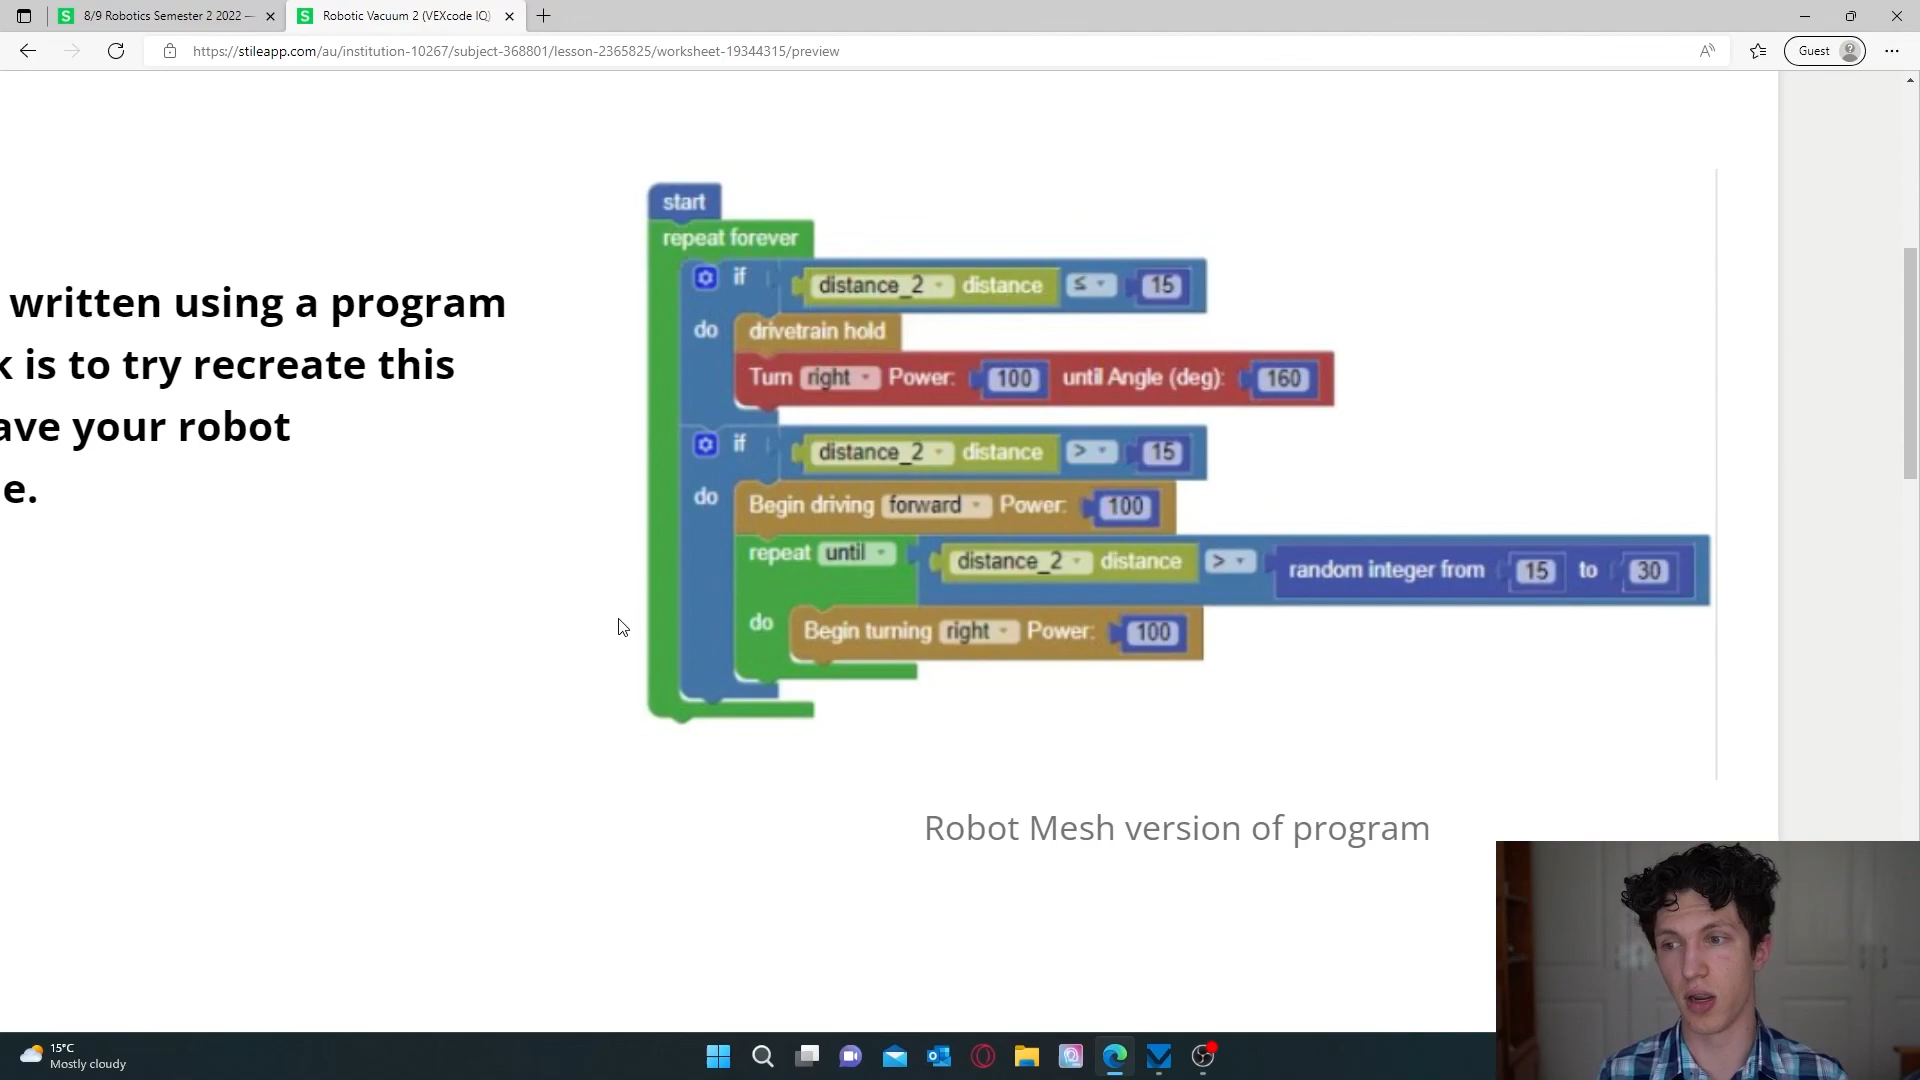 8/9 Robotics Semester 2 2022 —
Robotic Vacuum 2 (VEXcode IQ)
https://stileapp.com/au/institution-10267/subject-368801/lesson-2365825/worksheet-19344315/preview
Guest
written using a program
k is to try recreate this
ave your robot
e.
start
repeat forever
if distance_2 distance ≤ 15
do drivetrain hold
Turn right Power: 100 until Angle (deg): 160
if distance_2 distance > 15
do Begin driving forward Power: 100
repeat until distance_2 distance > random integer from 15 to 30
do Begin turning right Power: 100
Robot Mesh version of program
15°C
Mostly cloudy